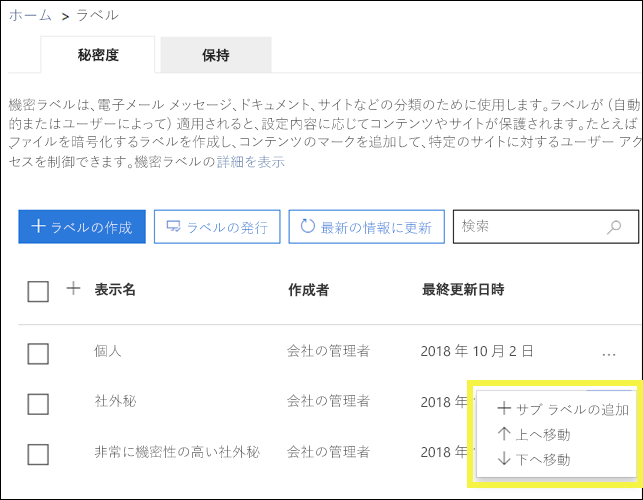 ホーム > ラベル
秘密度 保持
機密ラベルは、電子メール メッセージ、ドキュメント、サイトなどの分類のために使用します。ラベルが (自動
的またはユーザーによって) 適用されると、設定内容に応じてコンテンツやサイトが保護されます。たとえば
ファイルを暗号化するラベルを作成し、コンテンツのマークを追加して、特定のサイトに対するユーザー アク
セスを制御できます。機密ラベルの詳細を表示
+ ラベルの作成 ラベルの発行 最新の情報に更新 検索
+ 表示名 作成者 最終更新日時
個人 会社の管理者 2018 年 10 月 2 日 ...
社外秘 会社の管理者 2018 年
+ サブ ラベルの追加
↑ 上へ移動
非常に機密性の高い社外秘 会社の管理者 2018 年
↓ 下へ移動